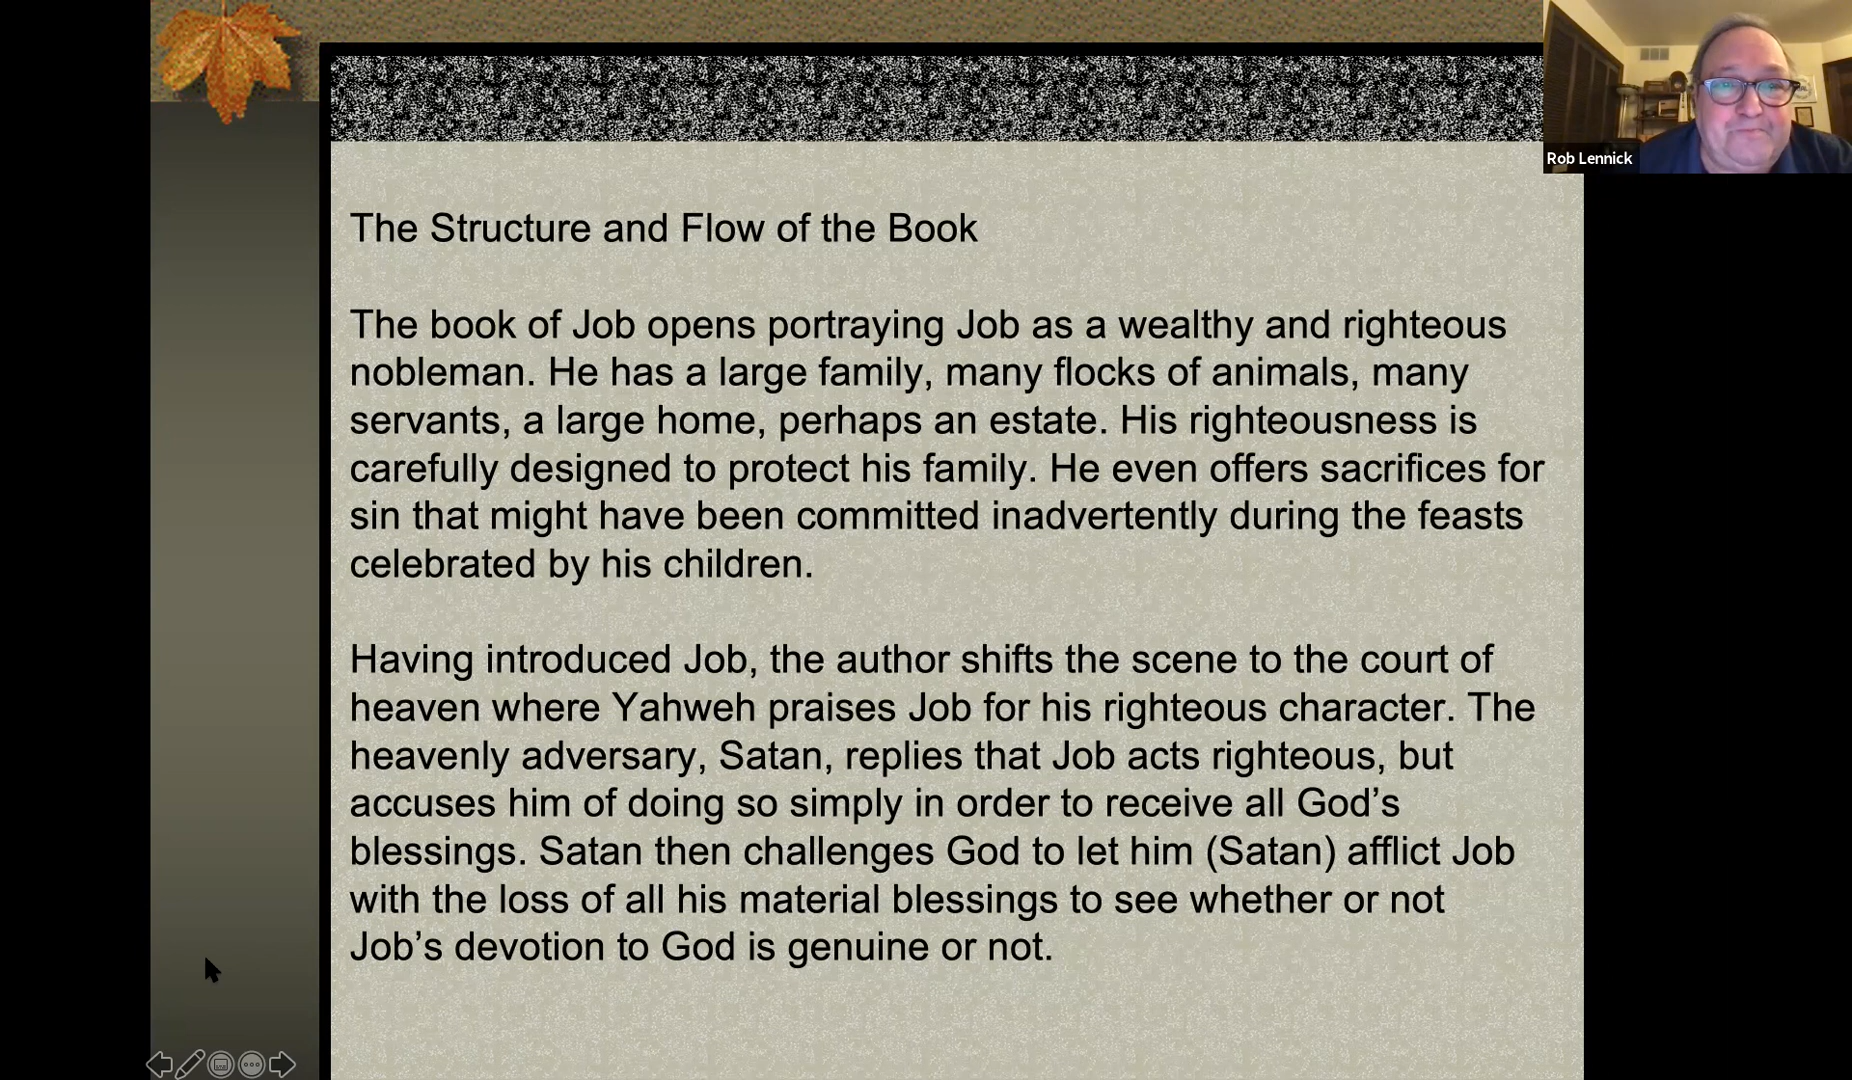 Rob Lennick
The Structure and Flow of the Book
The book of Job opens portraying Job as a wealthy and righteous
nobleman. He has a large family, many flocks of animals, many
servants, a large home, perhaps an estate. His righteousness is
carefully designed to protect his family. He even offers sacrifices for
sin that might have been committed inadvertently during the feasts
celebrated by his children.
Having introduced Job, the author shifts the scene to the court of
heaven where Yahweh praises Job for his righteous character. The
heavenly adversary, Satan, replies that Job acts righteous, but
accuses him of doing so simply in order to receive all God’s
blessings. Satan then challenges God to let him (Satan) afflict Job
with the loss of all his material blessings to see whether or not
Job’s devotion to God is genuine or not.